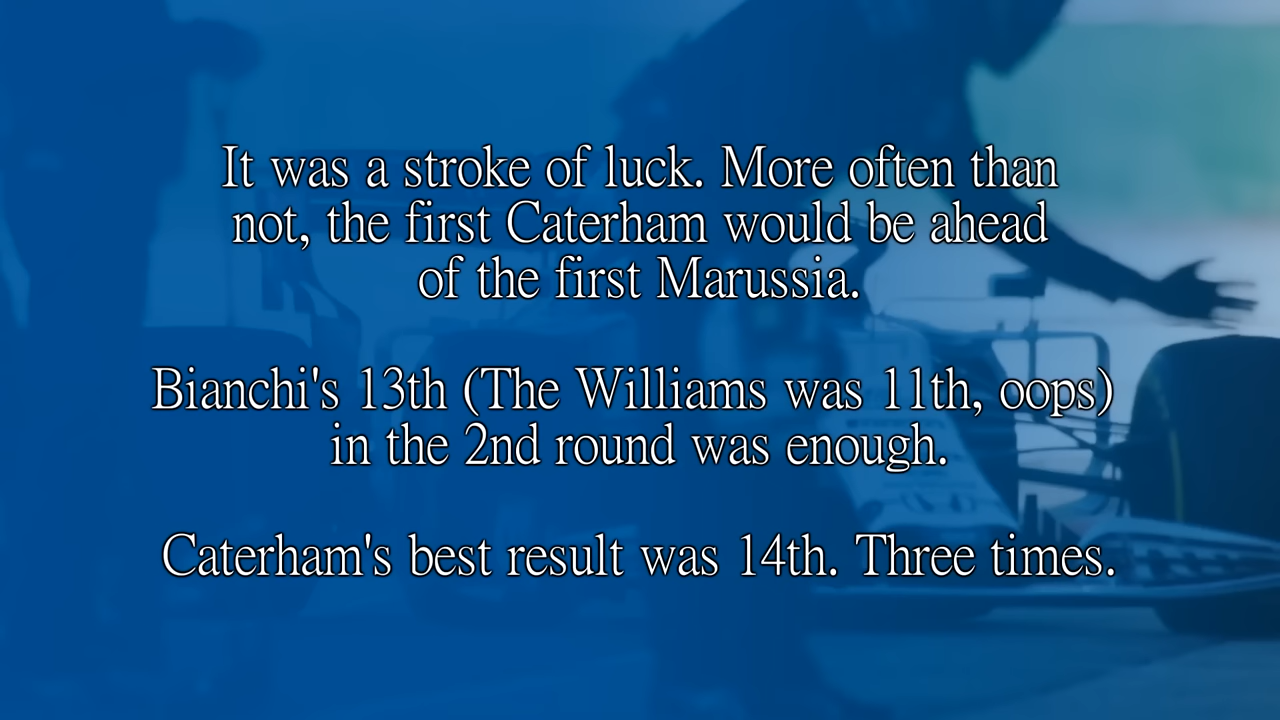 It was a stroke of luck. More often than
not, the first Caterham would be ahead
of the first Marussia.
Bianchi's 13th (The Williams was 11th, oops)
in the 2nd round was enough.
Caterham's best result was 14th. Three times.